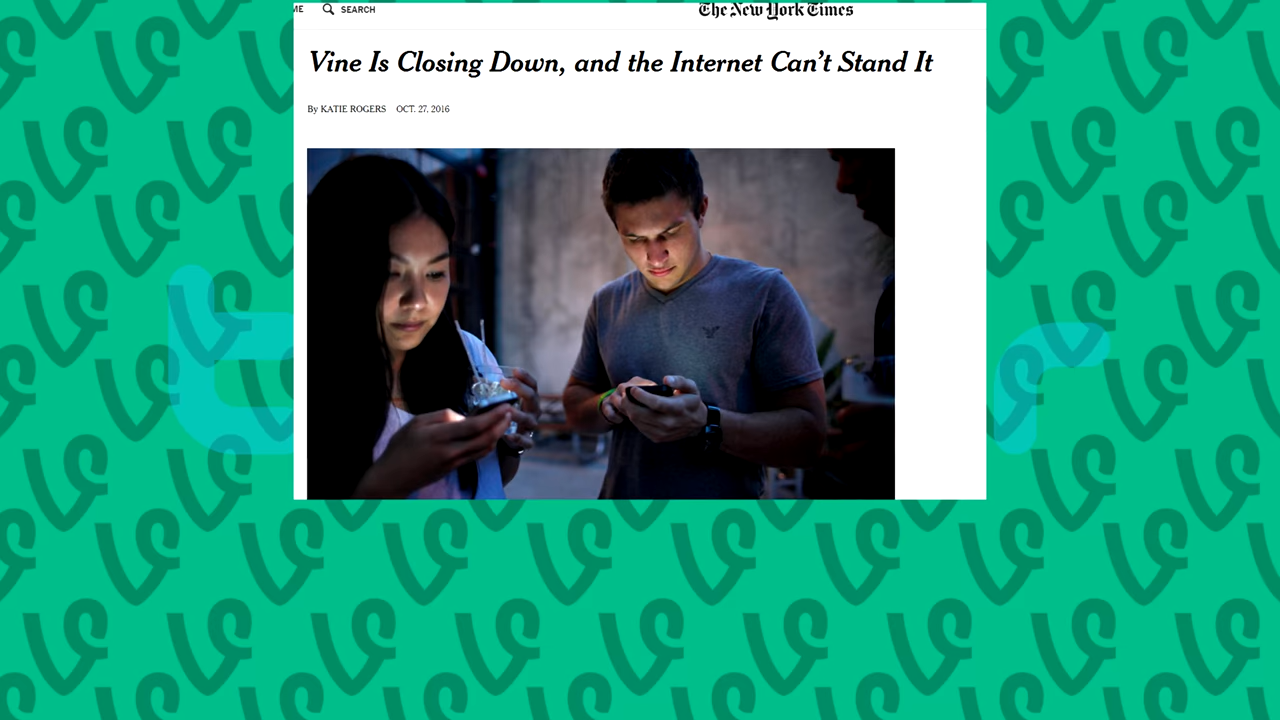 ME SEARCH The New York Times
Vine Is Closing Down, and the Internet Can't Stand It
By KATIE ROGERS OCT. 27, 2016